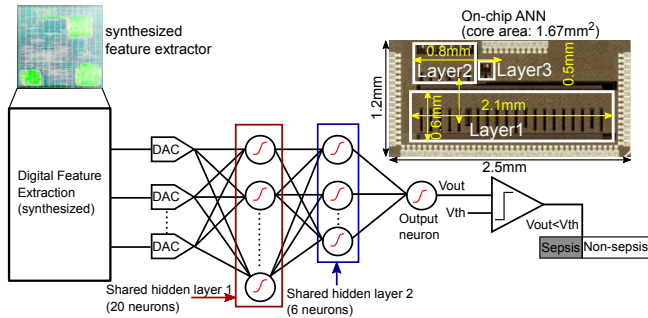 synthesized
feature extractor
On-chip ANN
(core area: 1.67mm²)
0.8mm
Layer2
Layer3
0.5mm
1.2mm
0.6mm
2.1mm
Layer1
2.5mm
Digital Feature
Extraction
(synthesized)
DAC
DAC
DAC
Output
neuron
Vout
Vth
Vout<Vth
Sepsis
Non-sepsis
Shared hidden layer 1
(20 neurons)
Shared hidden layer 2
(6 neurons)